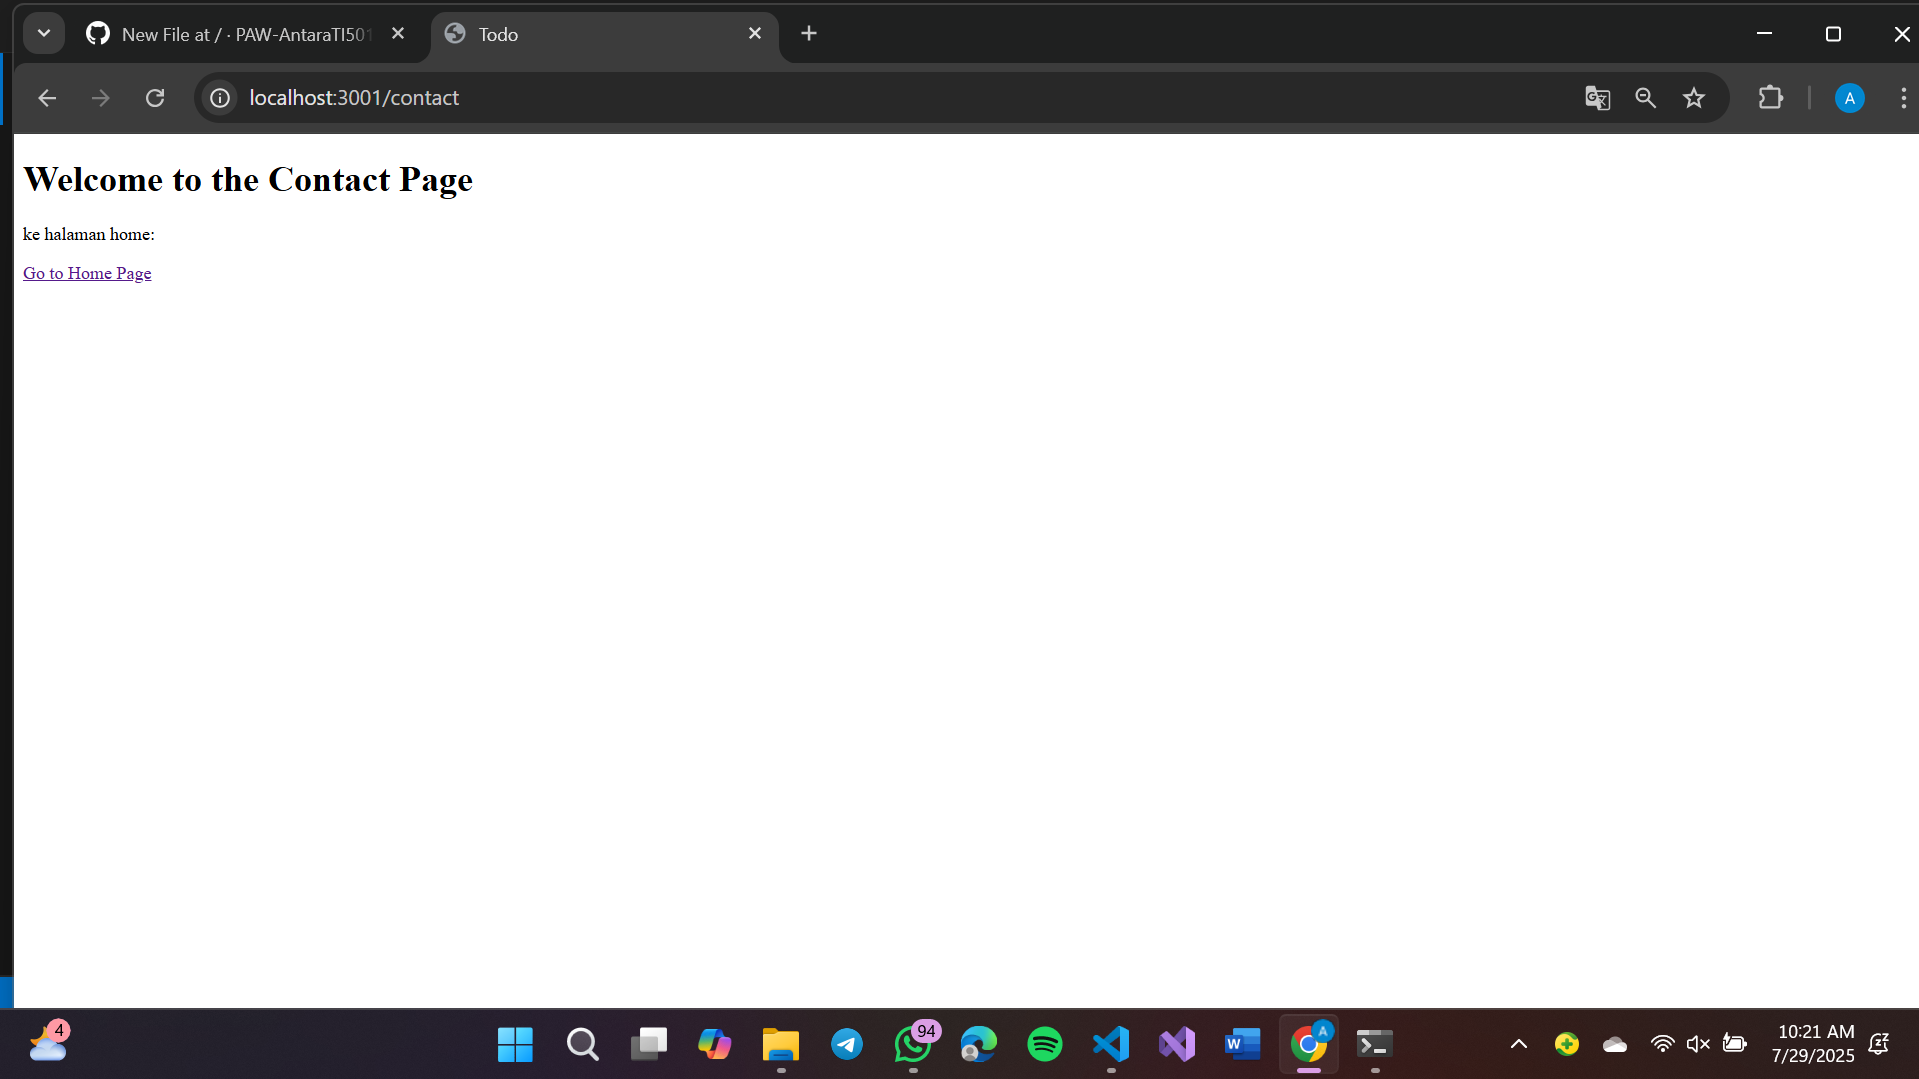 New File at / · PAW-AntaraTI501
Todo
localhost:3001/contact
A
Welcome to the Contact Page
ke halaman home:
Go to Home Page
4
94
W
A
10:21 AM
7/29/2025